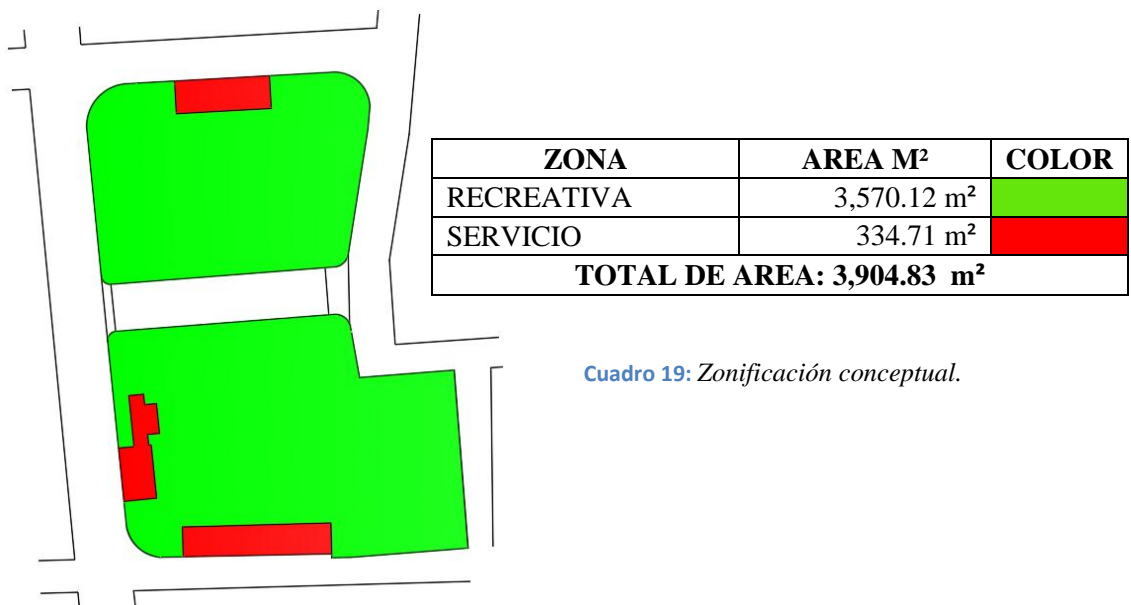 ZONA AREA M² COLOR
RECREATIVA 3,570.12 m²
SERVICIO 334.71 m²
TOTAL DE AREA: 3,904.83 m²
Cuadro 19: Zonificación conceptual.